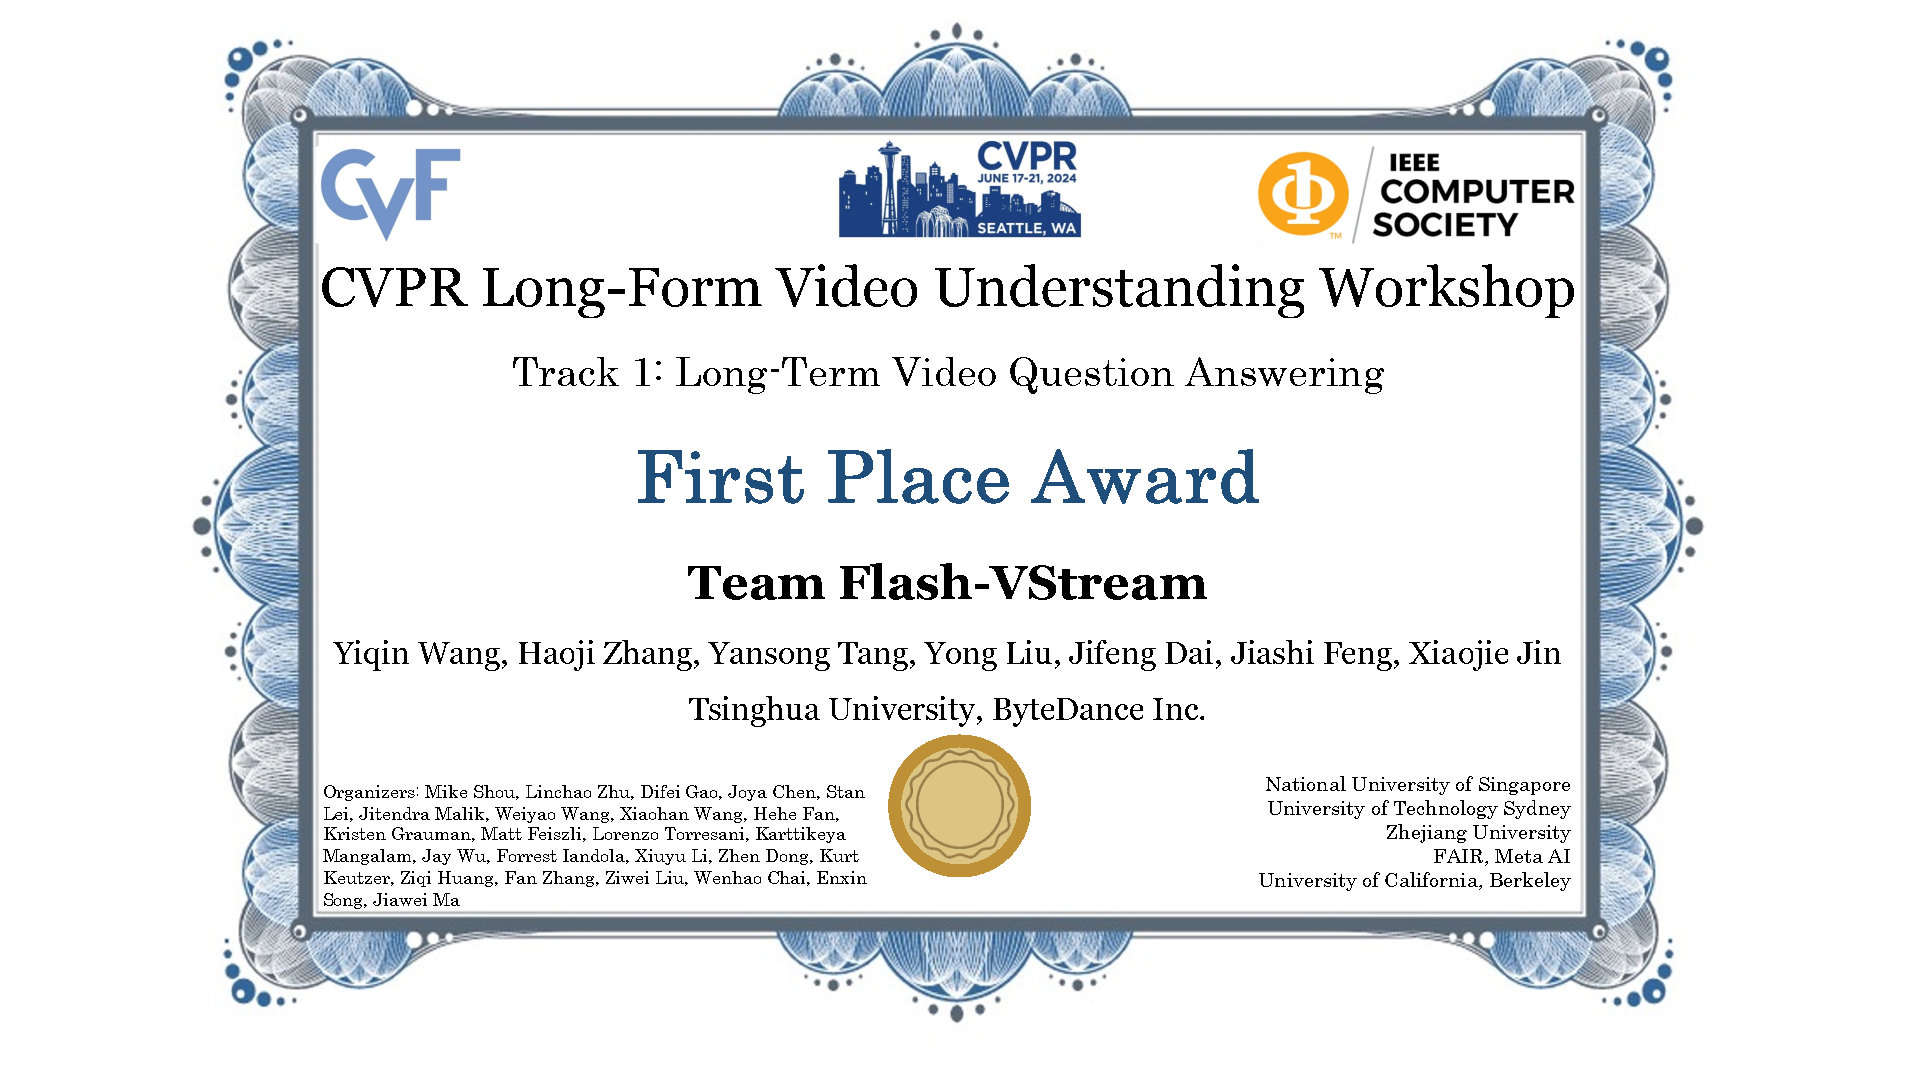 CVF
CVPR
JUNE 17-21, 2024
SEATTLE, WA
IEEE
COMPUTER
SOCIETY
TM
CVPR Long-Form Video Understanding Workshop
Track 1: Long-Term Video Question Answering
First Place Award
Team Flash-VStream
Yiqin Wang, Haoji Zhang, Yansong Tang, Yong Liu, Jifeng Dai, Jiashi Feng, Xiaojie Jin
Tsinghua University, ByteDance Inc.
Organizers: Mike Shou, Linchao Zhu, Difei Gao, Joya Chen, Stan
Lei, Jitendra Malik, Weiyao Wang, Xiaohan Wang, Hehe Fan,
Kristen Grauman, Matt Feiszli, Lorenzo Torresani, Karttikeya
Mangalam, Jay Wu, Forrest Iandola, Xiuyu Li, Zhen Dong, Kurt
Keutzer, Ziqi Huang, Fan Zhang, Ziwei Liu, Wenhao Chai, Enxin
Song, Jiawei Ma
National University of Singapore
University of Technology Sydney
Zhejiang University
FAIR, Meta AI
University of California, Berkeley